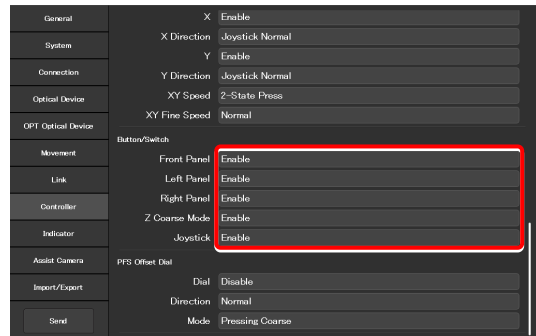 General
System
Connection
Optical Device
OPT Optical Device
Movement
Link
Controller
Indicator
Assist Camera
Import/Export
Send
X Enable
X Direction Joystick Normal
Y Enable
Y Direction Joystick Normal
XY Speed 2-State Press
XY Fine Speed Normal
Button/Switch
Front Panel Enable
Left Panel Enable
Right Panel Enable
Z Coarse Mode Enable
Joystick Enable
PFS Offset Dial
Dial Disable
Direction Normal
Mode Pressing Coarse